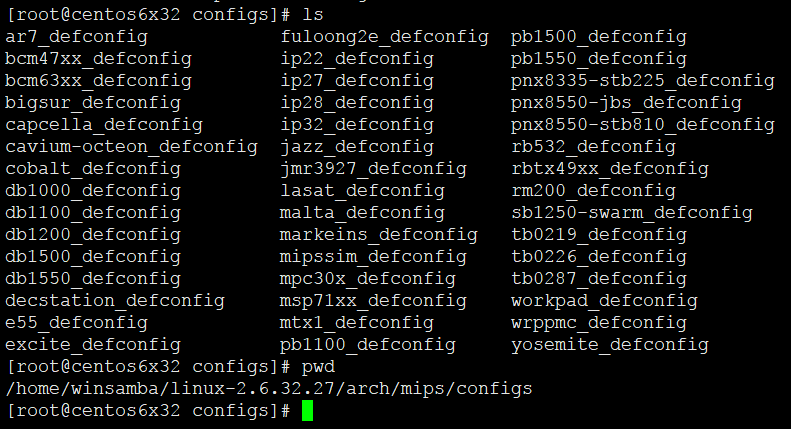 [root@centos6x32 configs]# ls
ar7_defconfig fuloong2e_defconfig pb1500_defconfig
bcm47xx_defconfig ip22_defconfig pb1550_defconfig
bcm63xx_defconfig ip27_defconfig pnx8335-stb225_defconfig
bigsur_defconfig ip28_defconfig pnx8550-jbs_defconfig
capcella_defconfig ip32_defconfig pnx8550-stb810_defconfig
cavium-octeon_defconfig jazz_defconfig rb532_defconfig
cobalt_defconfig jmr3927_defconfig rbtx49xx_defconfig
db1000_defconfig lasat_defconfig rm200_defconfig
db1100_defconfig malta_defconfig sb1250-swarm_defconfig
db1200_defconfig markeins_defconfig tb0219_defconfig
db1500_defconfig mipssim_defconfig tb0226_defconfig
db1550_defconfig mpc30x_defconfig tb0287_defconfig
decstation_defconfig msp71xx_defconfig workpad_defconfig
e55_defconfig mtx1_defconfig wrppmc_defconfig
excite_defconfig pb1100_defconfig yosemite_defconfig
[root@centos6x32 configs]# pwd
/home/winsamba/linux-2.6.32.27/arch/mips/configs
[root@centos6x32 configs]#